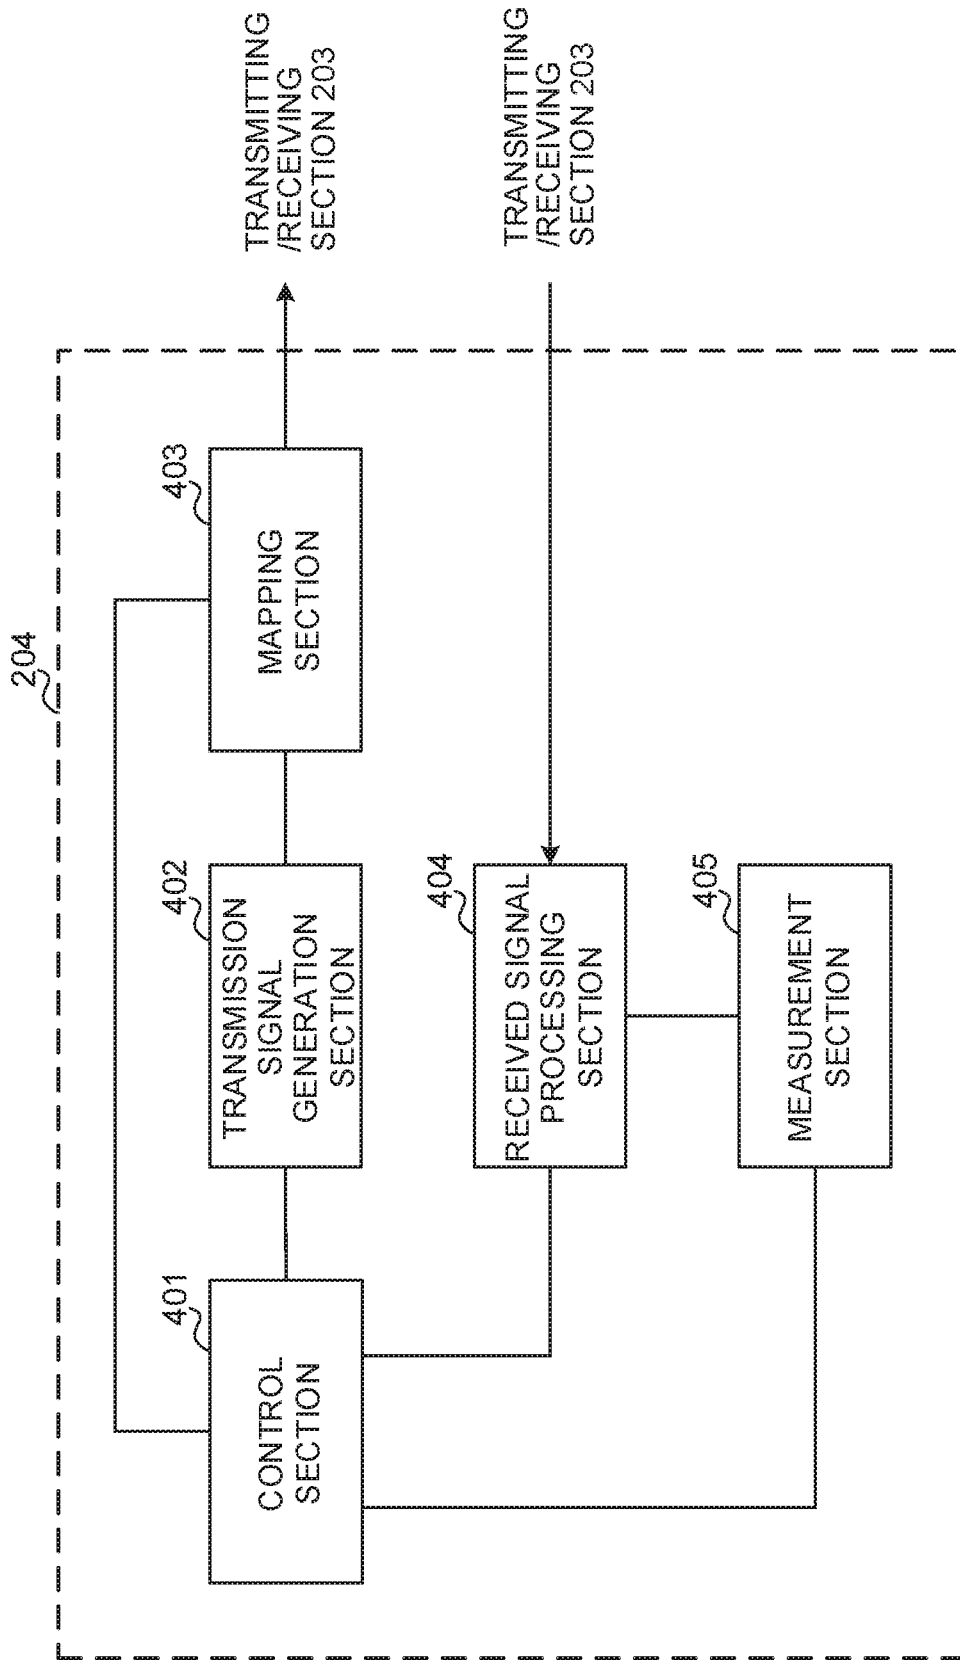 204
401
CONTROL
SECTION
402
TRANSMISSION
SIGNAL
GENERATION
SECTION
403
MAPPING
SECTION
TRANSMITTING
/RECEIVING
SECTION 203
404
RECEIVED SIGNAL
PROCESSING
SECTION
TRANSMITTING
/RECEIVING
SECTION 203
405
MEASUREMENT
SECTION